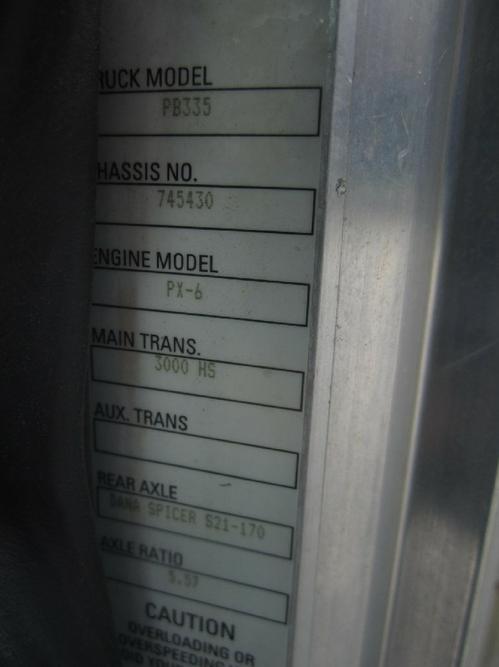 RUCK MODEL
PB335
HASSIS NO.
745430
ENGINE MODEL
PX-6
MAIN TRANS.
3000 HS
AUX. TRANS
REAR AXLE
DANA SPICER S21-170
AXLE RATIO
5.57
CAUTION
OVERLOADING OR
OVERSPEEDING